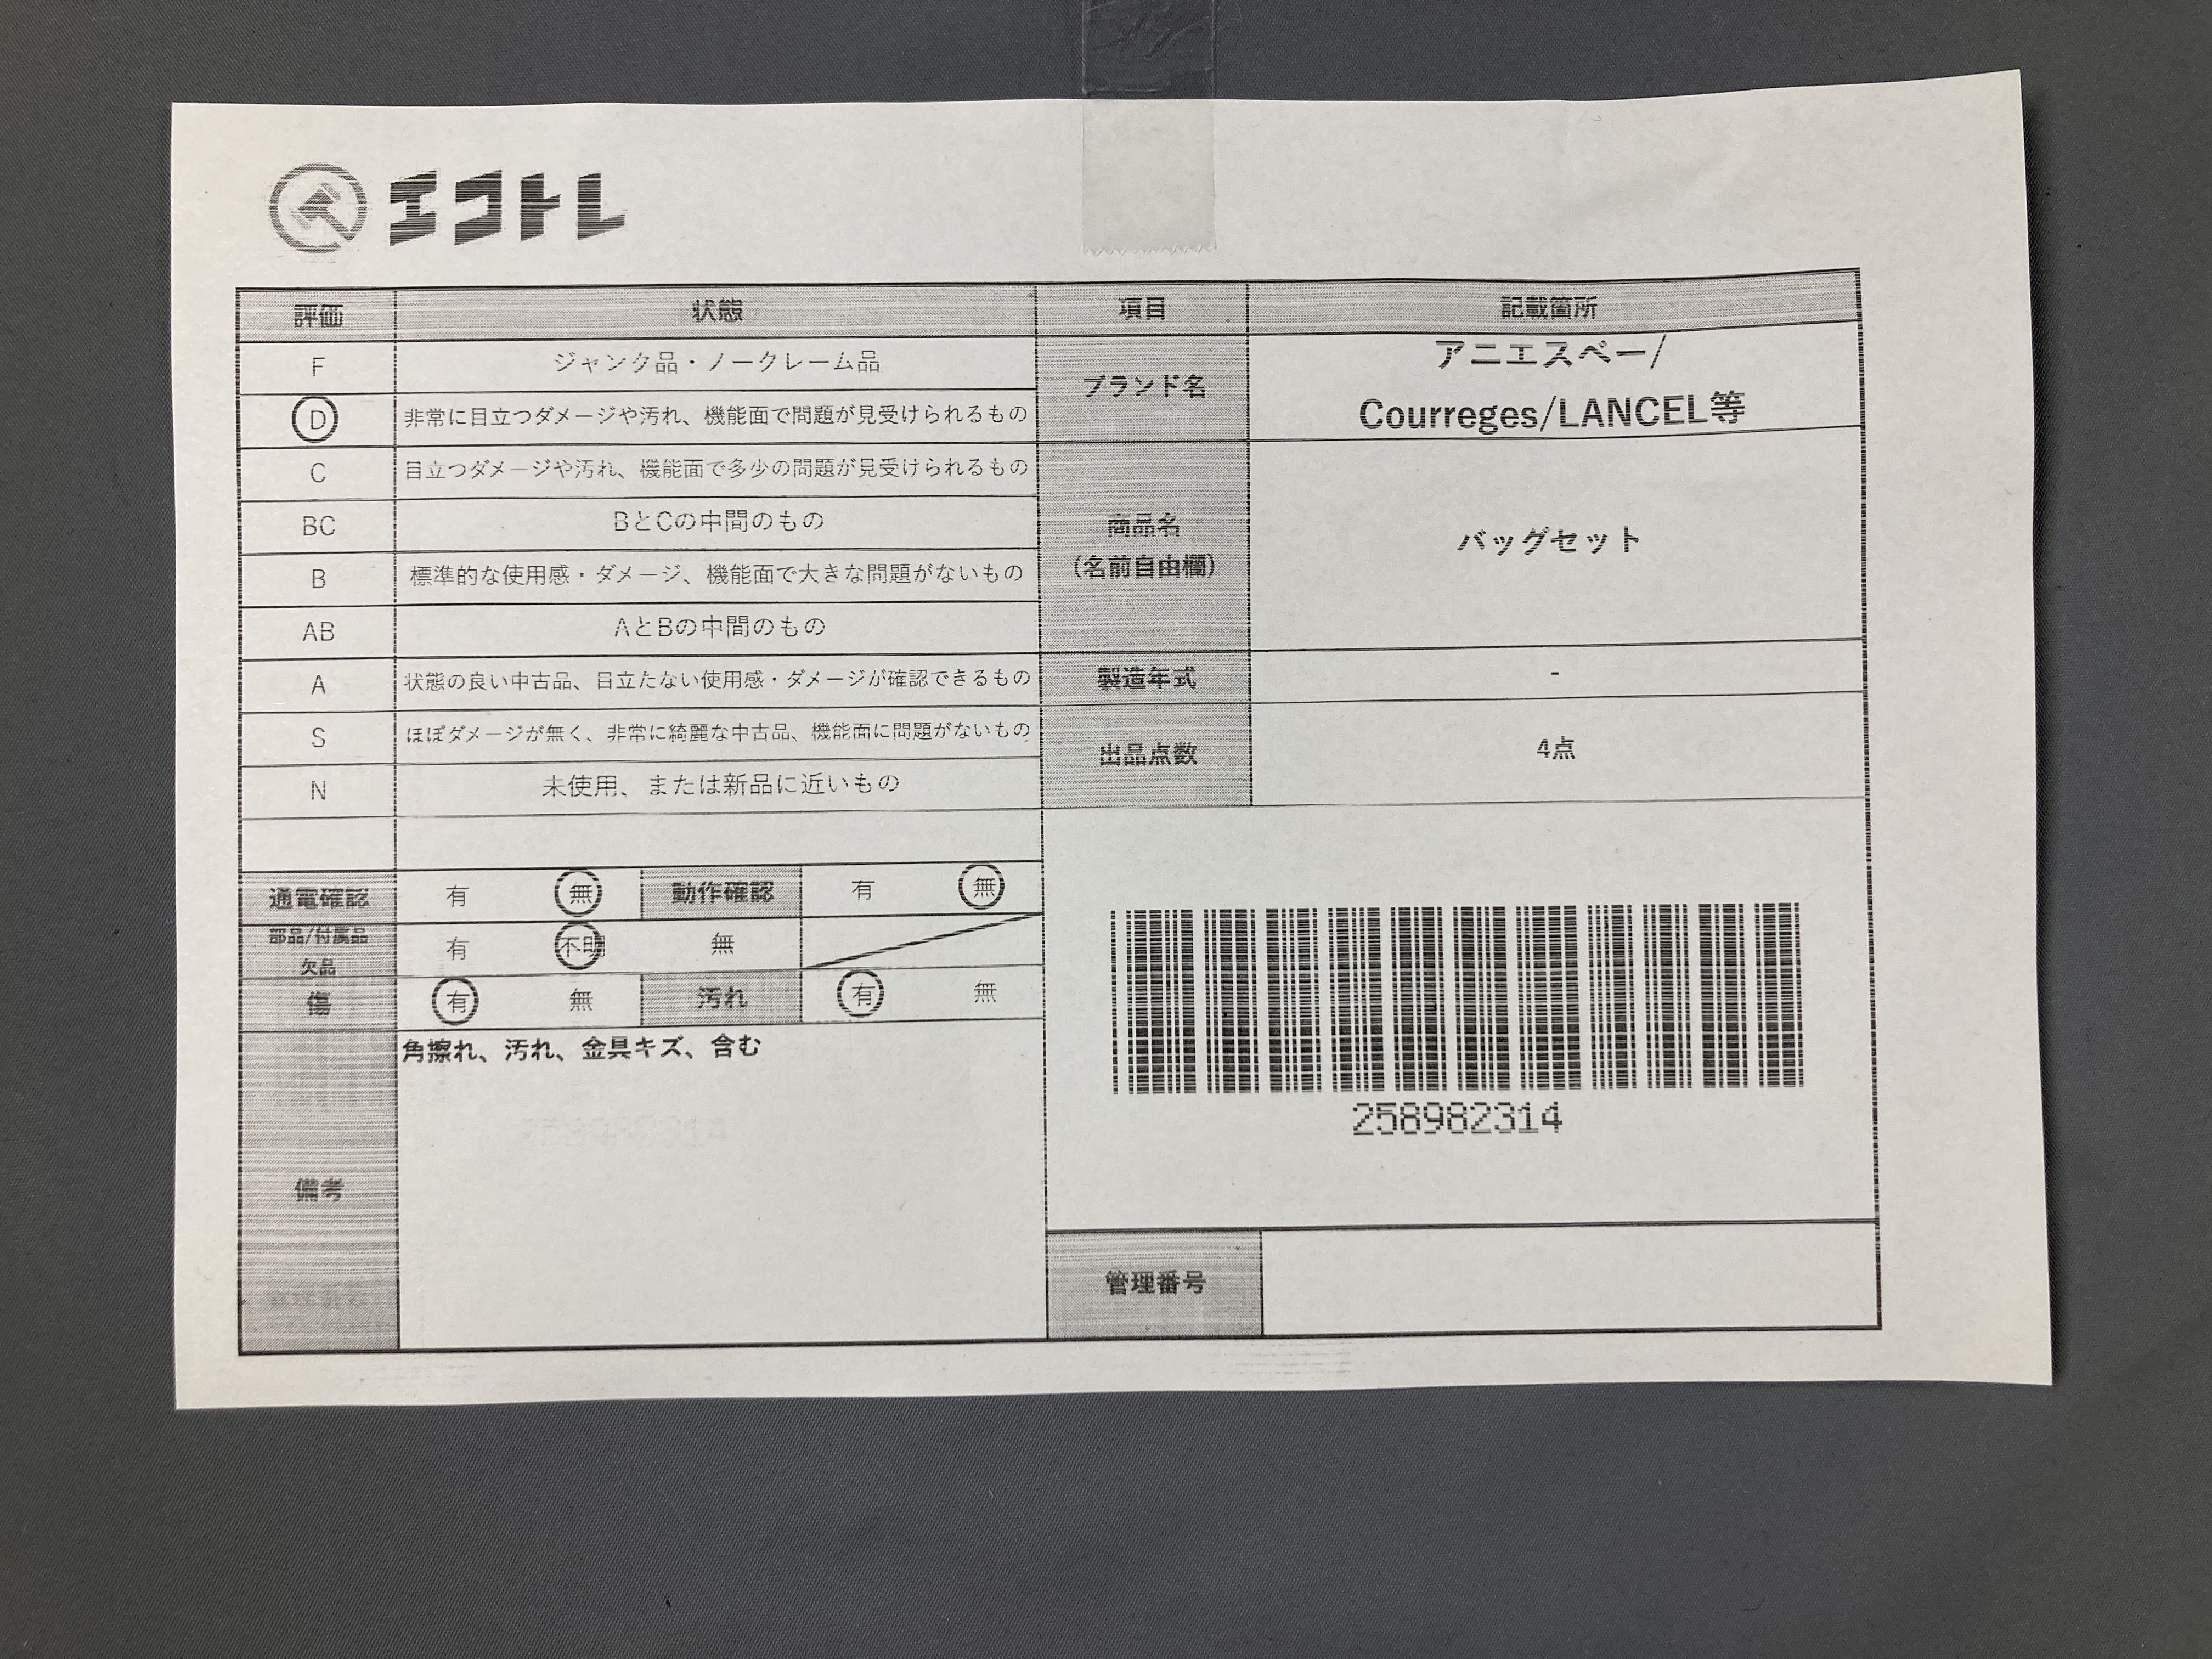 エコトレ
評価 状態 項目 記載箇所
F ジャンク品・ノークレーム品
D 非常に目立つダメージや汚れ、機能面で問題が見受けられるもの
C 目立つダメージや汚れ、機能面で多少の問題が見受けられるもの
BC BとCの中間のもの
B 標準的な使用感・ダメージ、機能面で大きな問題がないもの
AB AとBの中間のもの
A 状態の良い中古品、目立たない使用感・ダメージが確認できるもの
S ほぼダメージが無く、非常に綺麗な中古品、機能面に問題がないもの
N 未使用、または新品に近いもの
ブランド名
アニエスベー/
Courreges/LANCEL等
商品名
(名前自由欄)
バッグセット
製造年式 -
出品点数 4点
通電確認 有 無 動作確認 有 無
部品/付属品
欠品
有 不明 無
傷 有 無 汚れ 有 無
備考
角擦れ、汚れ、金具キズ、含む
258982314
管理番号